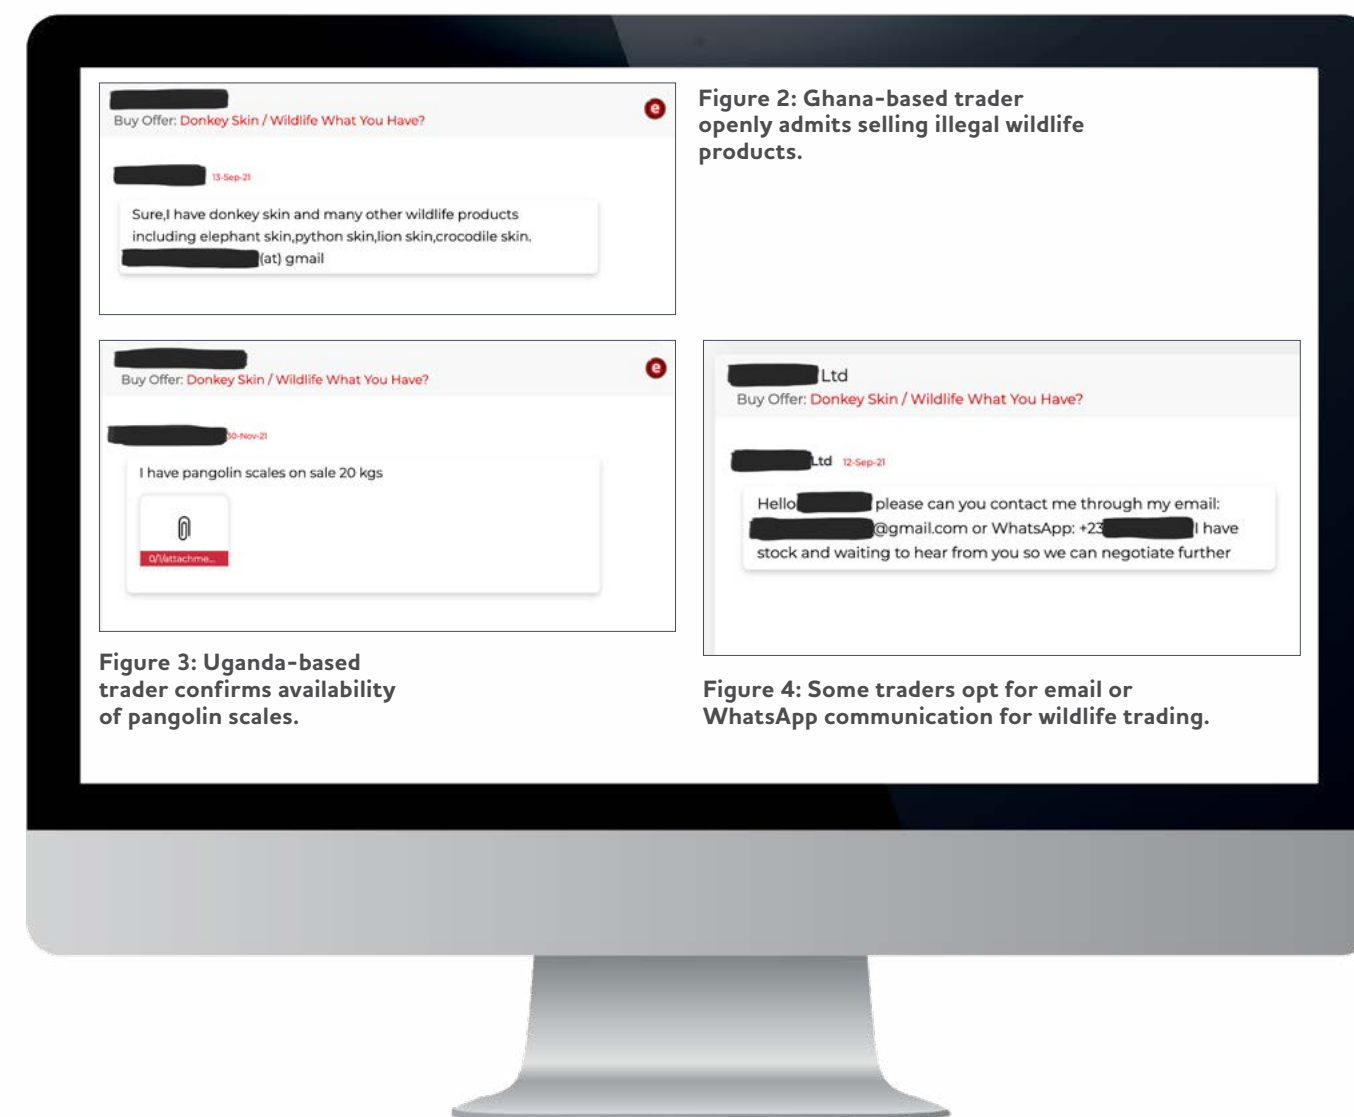 Buy Offer: Donkey Skin / Wildlife What You Have?
e
13-Sep-21
Sure,I have donkey skin and many other wildlife products
including elephant skin,python skin,lion skin,crocodile skin.
(at) gmail
Figure 2: Ghana-based trader
openly admits selling illegal wildlife
products.
Buy Offer: Donkey Skin / Wildlife What You Have?
e
30-Nov-21
I have pangolin scales on sale 20 kgs
0/1/attachme...
Figure 3: Uganda-based
trader confirms availability
of pangolin scales.
Ltd
Buy Offer: Donkey Skin / Wildlife What You Have?
Ltd 12-Sep-21
Hello please can you contact me through my email:
@gmail.com or WhatsApp: +23 I have
stock and waiting to hear from you so we can negotiate further
Figure 4: Some traders opt for email or
WhatsApp communication for wildlife trading.